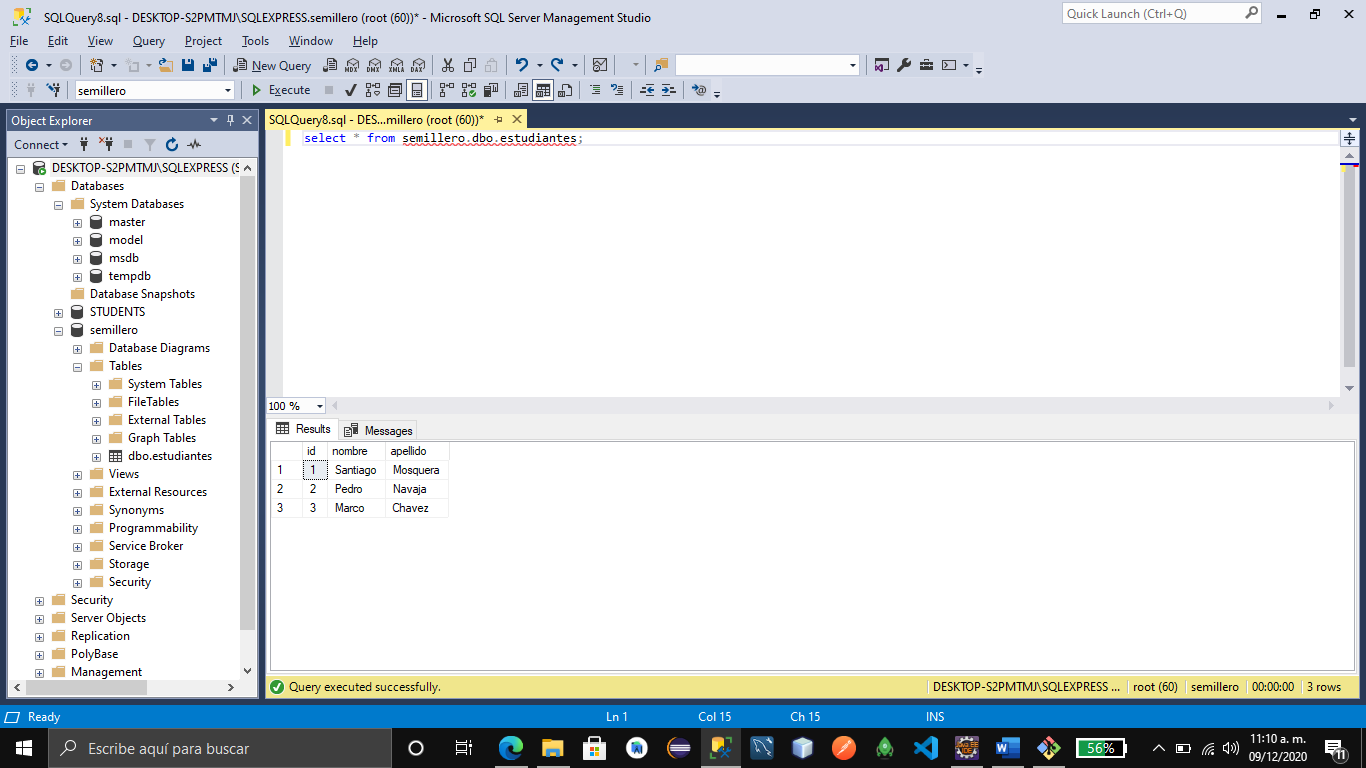 SQLQuery8.sql - DESKTOP-S2PMTMJ\SQLEXPRESS.semillero (root (60))* - Microsoft SQL Server Management Studio
Quick Launch (Ctrl+Q)
File Edit View Query Project Tools Window Help
New Query
MDX DMX XMLA DAX
semillero
Execute
Object Explorer
Connect
DESKTOP-S2PMTMJ\SQLEXPRESS (S
Databases
System Databases
master
model
msdb
tempdb
Database Snapshots
STUDENTS
semillero
Database Diagrams
Tables
System Tables
FileTables
External Tables
Graph Tables
dbo.estudiantes
Views
External Resources
Synonyms
Programmability
Service Broker
Storage
Security
Security
Server Objects
Replication
PolyBase
Management
SQLQuery8.sql - DES...millero (root (60))*
select * from semillero.dbo.estudiantes;
100 %
Results Messages
id nombre apellido
1 1 Santiago Mosquera
2 2 Pedro Navaja
3 3 Marco Chavez
Query executed successfully.
DESKTOP-S2PMTMJ\SQLEXPRESS ... root (60) semillero 00:00:00 3 rows
Ready Ln 1 Col 15 Ch 15 INS
Escribe aquí para buscar
56%
11:10 a. m.
09/12/2020
11